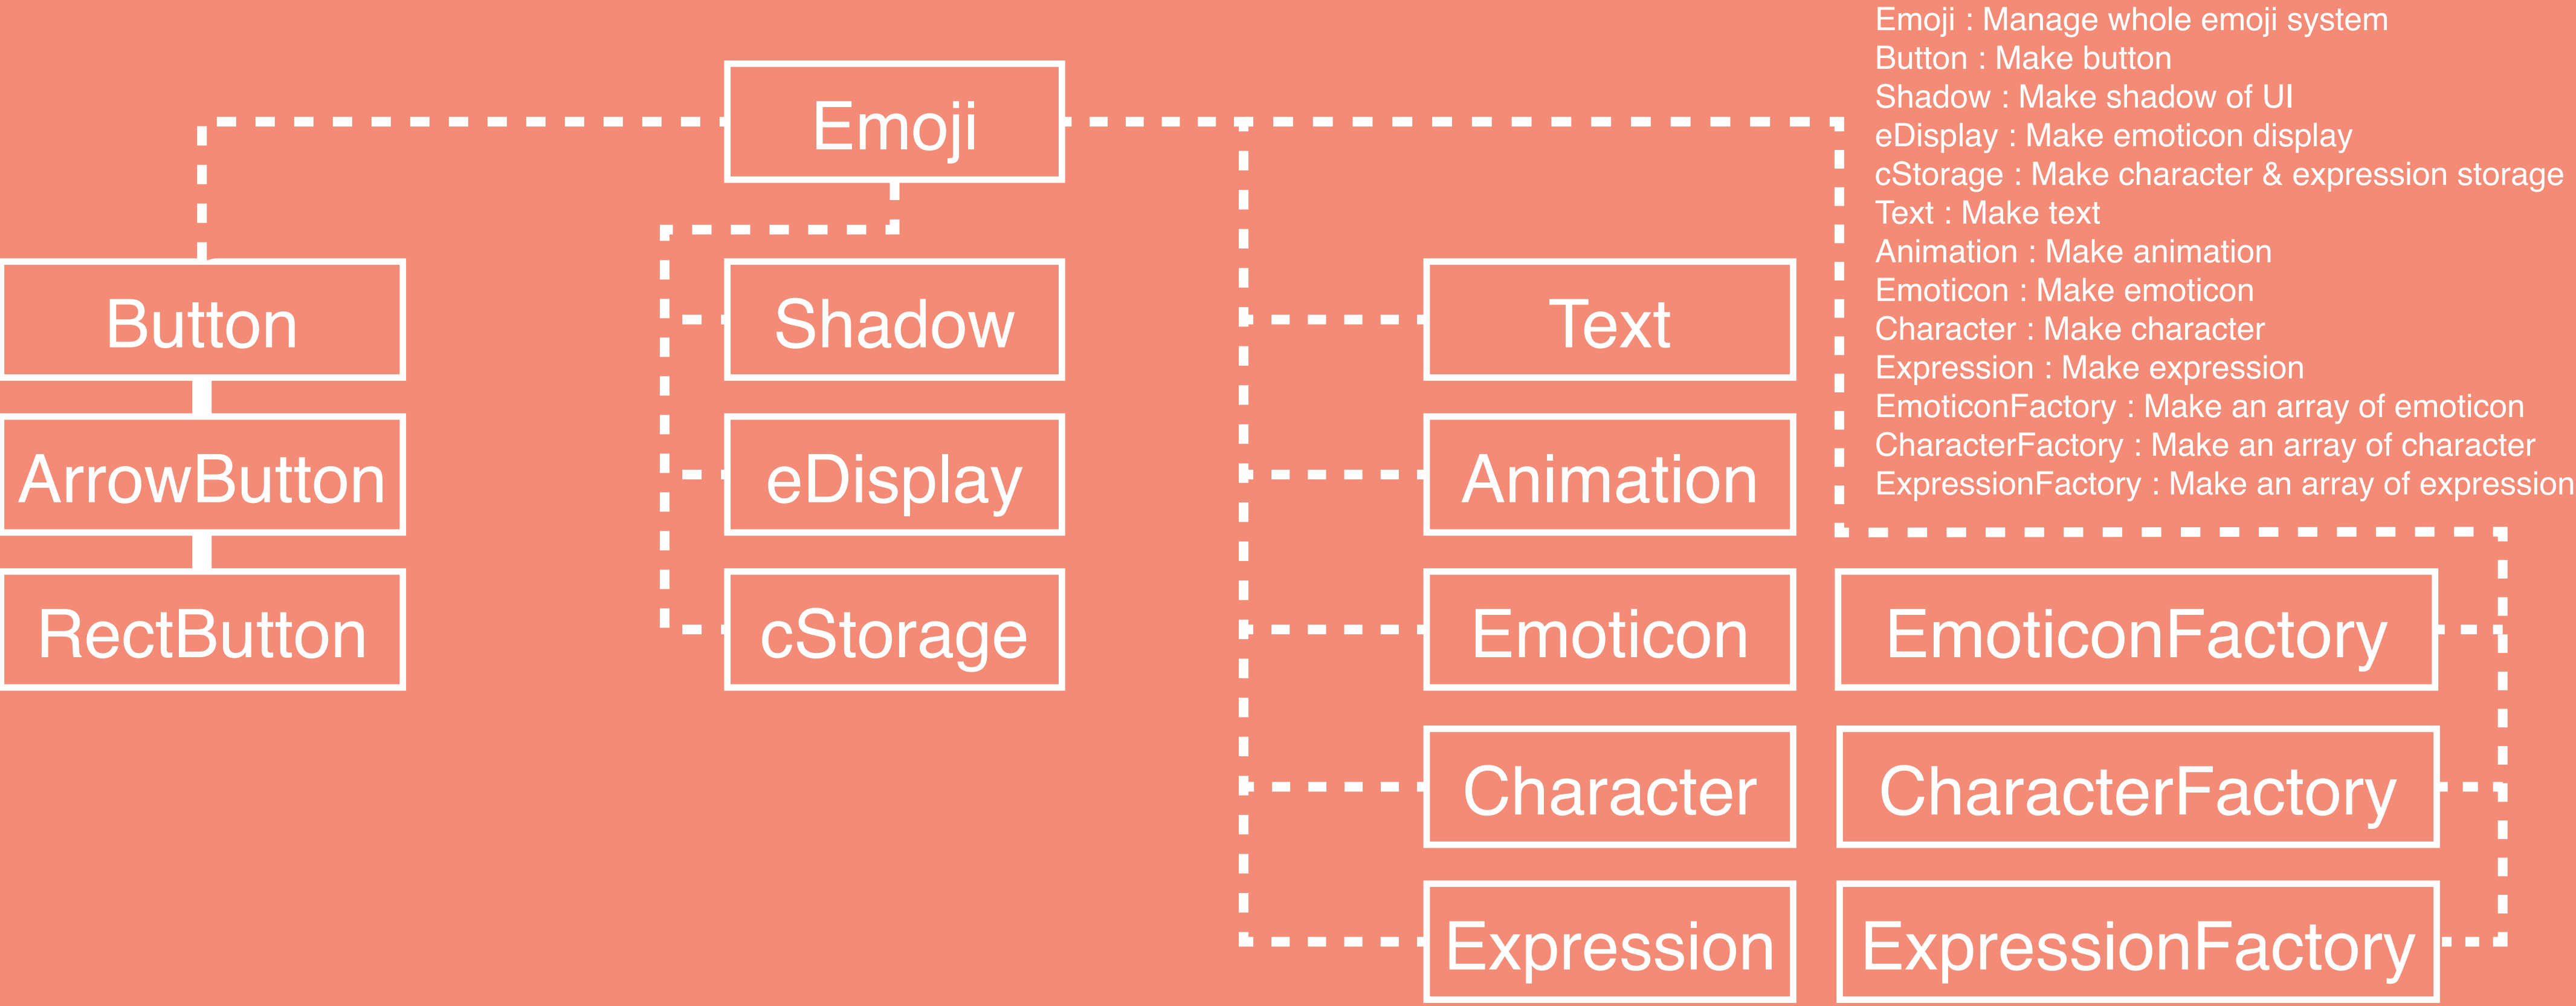 Emoji : Manage whole emoji system
Button : Make button
Shadow : Make shadow of UI
eDisplay : Make emoticon display
cStorage : Make character & expression storage
Text : Make text
Animation : Make animation
Emoticon : Make emoticon
Character : Make character
Expression : Make expression
EmoticonFactory : Make an array of emoticon
CharacterFactory : Make an array of character
ExpressionFactory : Make an array of expression
Emoji
Button
ArrowButton
RectButton
Shadow
eDisplay
cStorage
Text
Animation
Emoticon
Character
Expression
EmoticonFactory
CharacterFactory
ExpressionFactory